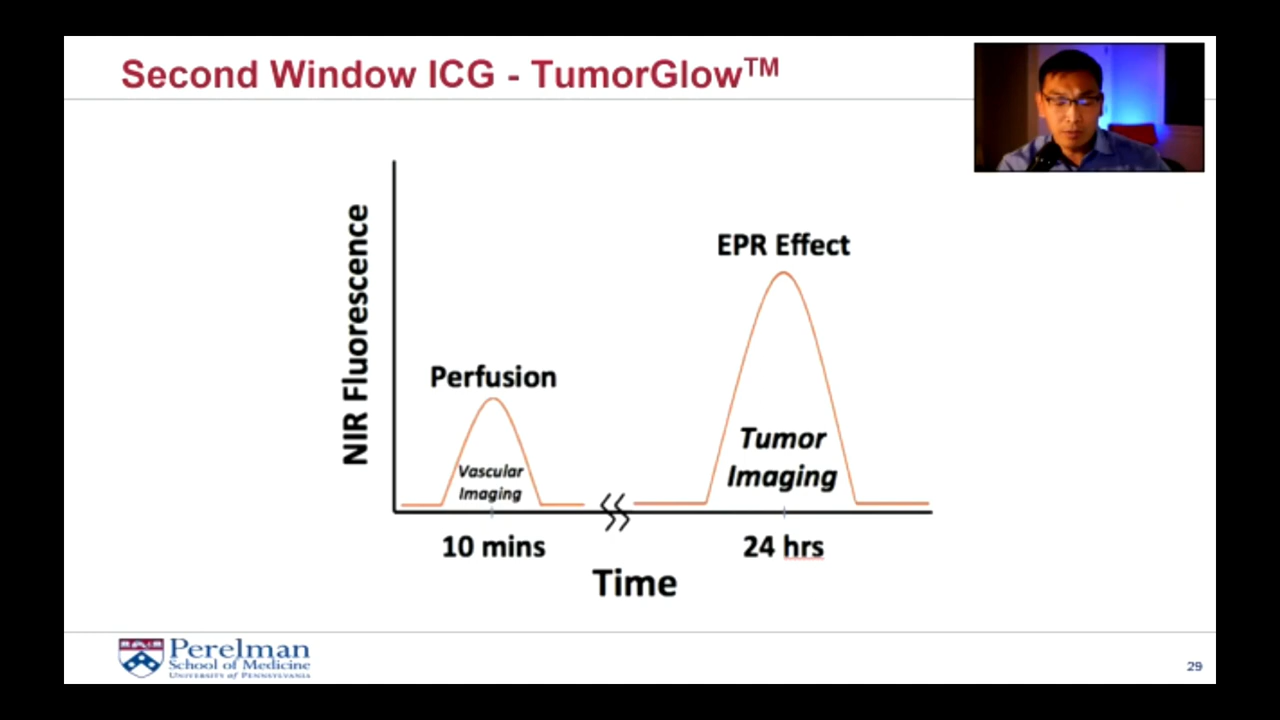 Second Window ICG - TumorGlow™
NIR Fluorescence
Perfusion
Vascular
Imaging
EPR Effect
Tumor
Imaging
10 mins
24 hrs
Time
Perelman
School of Medicine
University of Pennsylvania
29